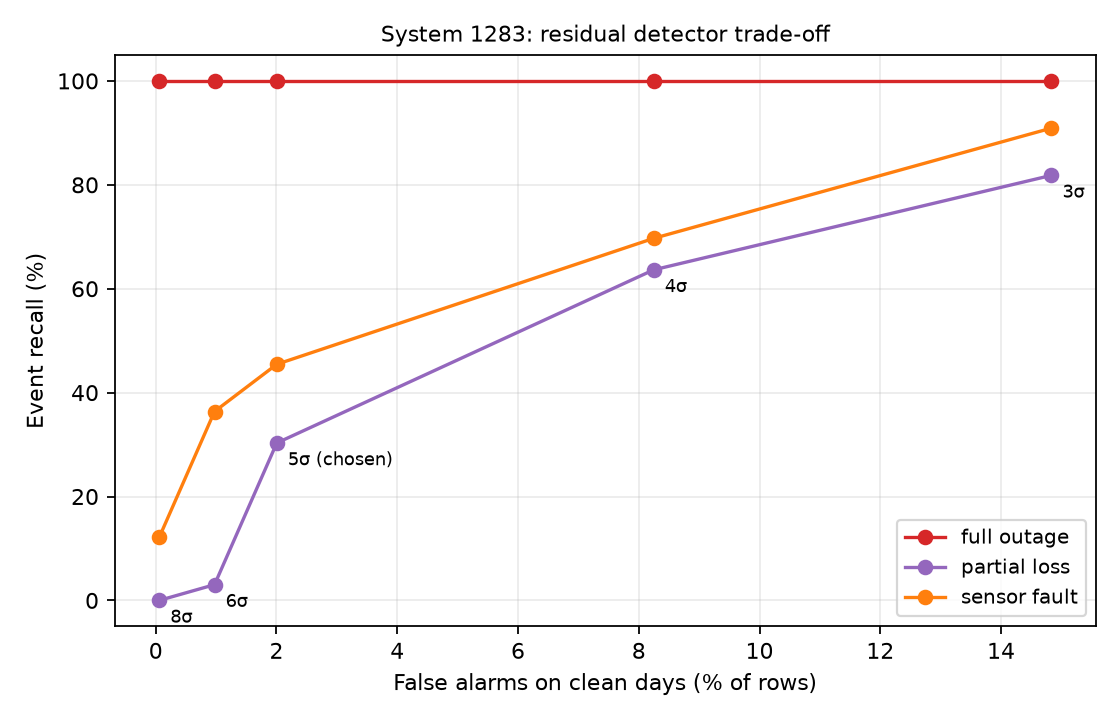 System 1283: residual detector trade-off
Event recall (%)
100
80
60
40
20
0
3σ
4σ
5σ (chosen)
6σ
8σ
full outage
partial loss
sensor fault
0 2 4 6 8 10 12 14
False alarms on clean days (% of rows)